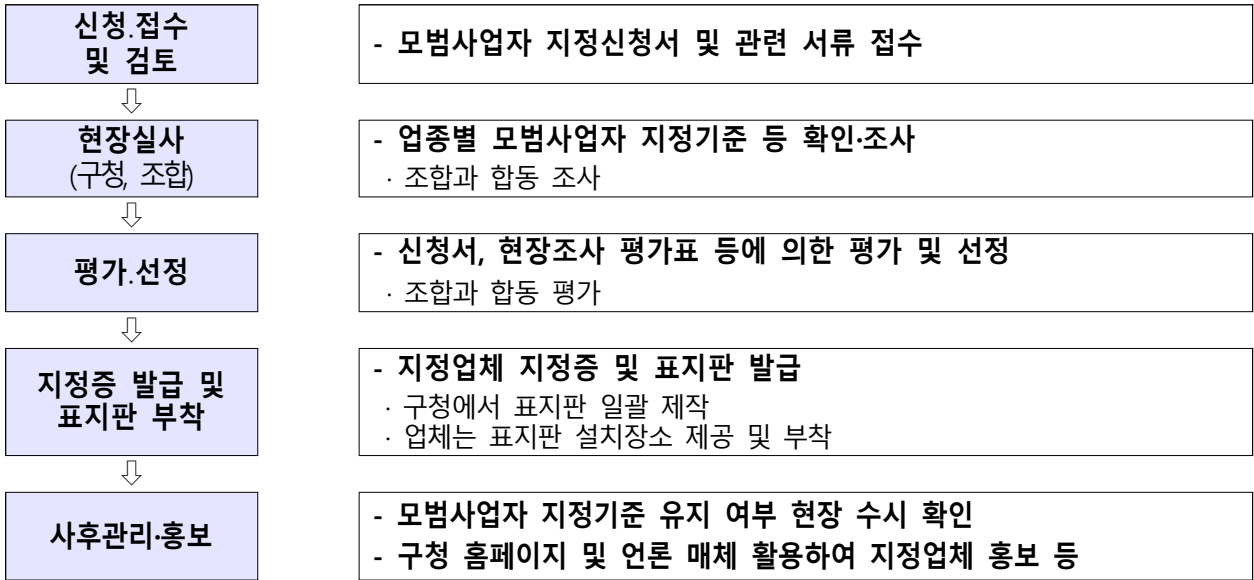 신청.접수
및 검토
- 모범사업자 지정신청서 및 관련 서류 접수
현장실사
(구청, 조합)
- 업종별 모범사업자 지정기준 등 확인·조사
· 조합과 합동 조사
평가.선정
- 신청서, 현장조사 평가표 등에 의한 평가 및 선정
· 조합과 합동 평가
지정증 발급 및
표지판 부착
- 지정업체 지정증 및 표지판 발급
· 구청에서 표지판 일괄 제작
· 업체는 표지판 설치장소 제공 및 부착
사후관리·홍보
- 모범사업자 지정기준 유지 여부 현장 수시 확인
- 구청 홈페이지 및 언론 매체 활용하여 지정업체 홍보 등